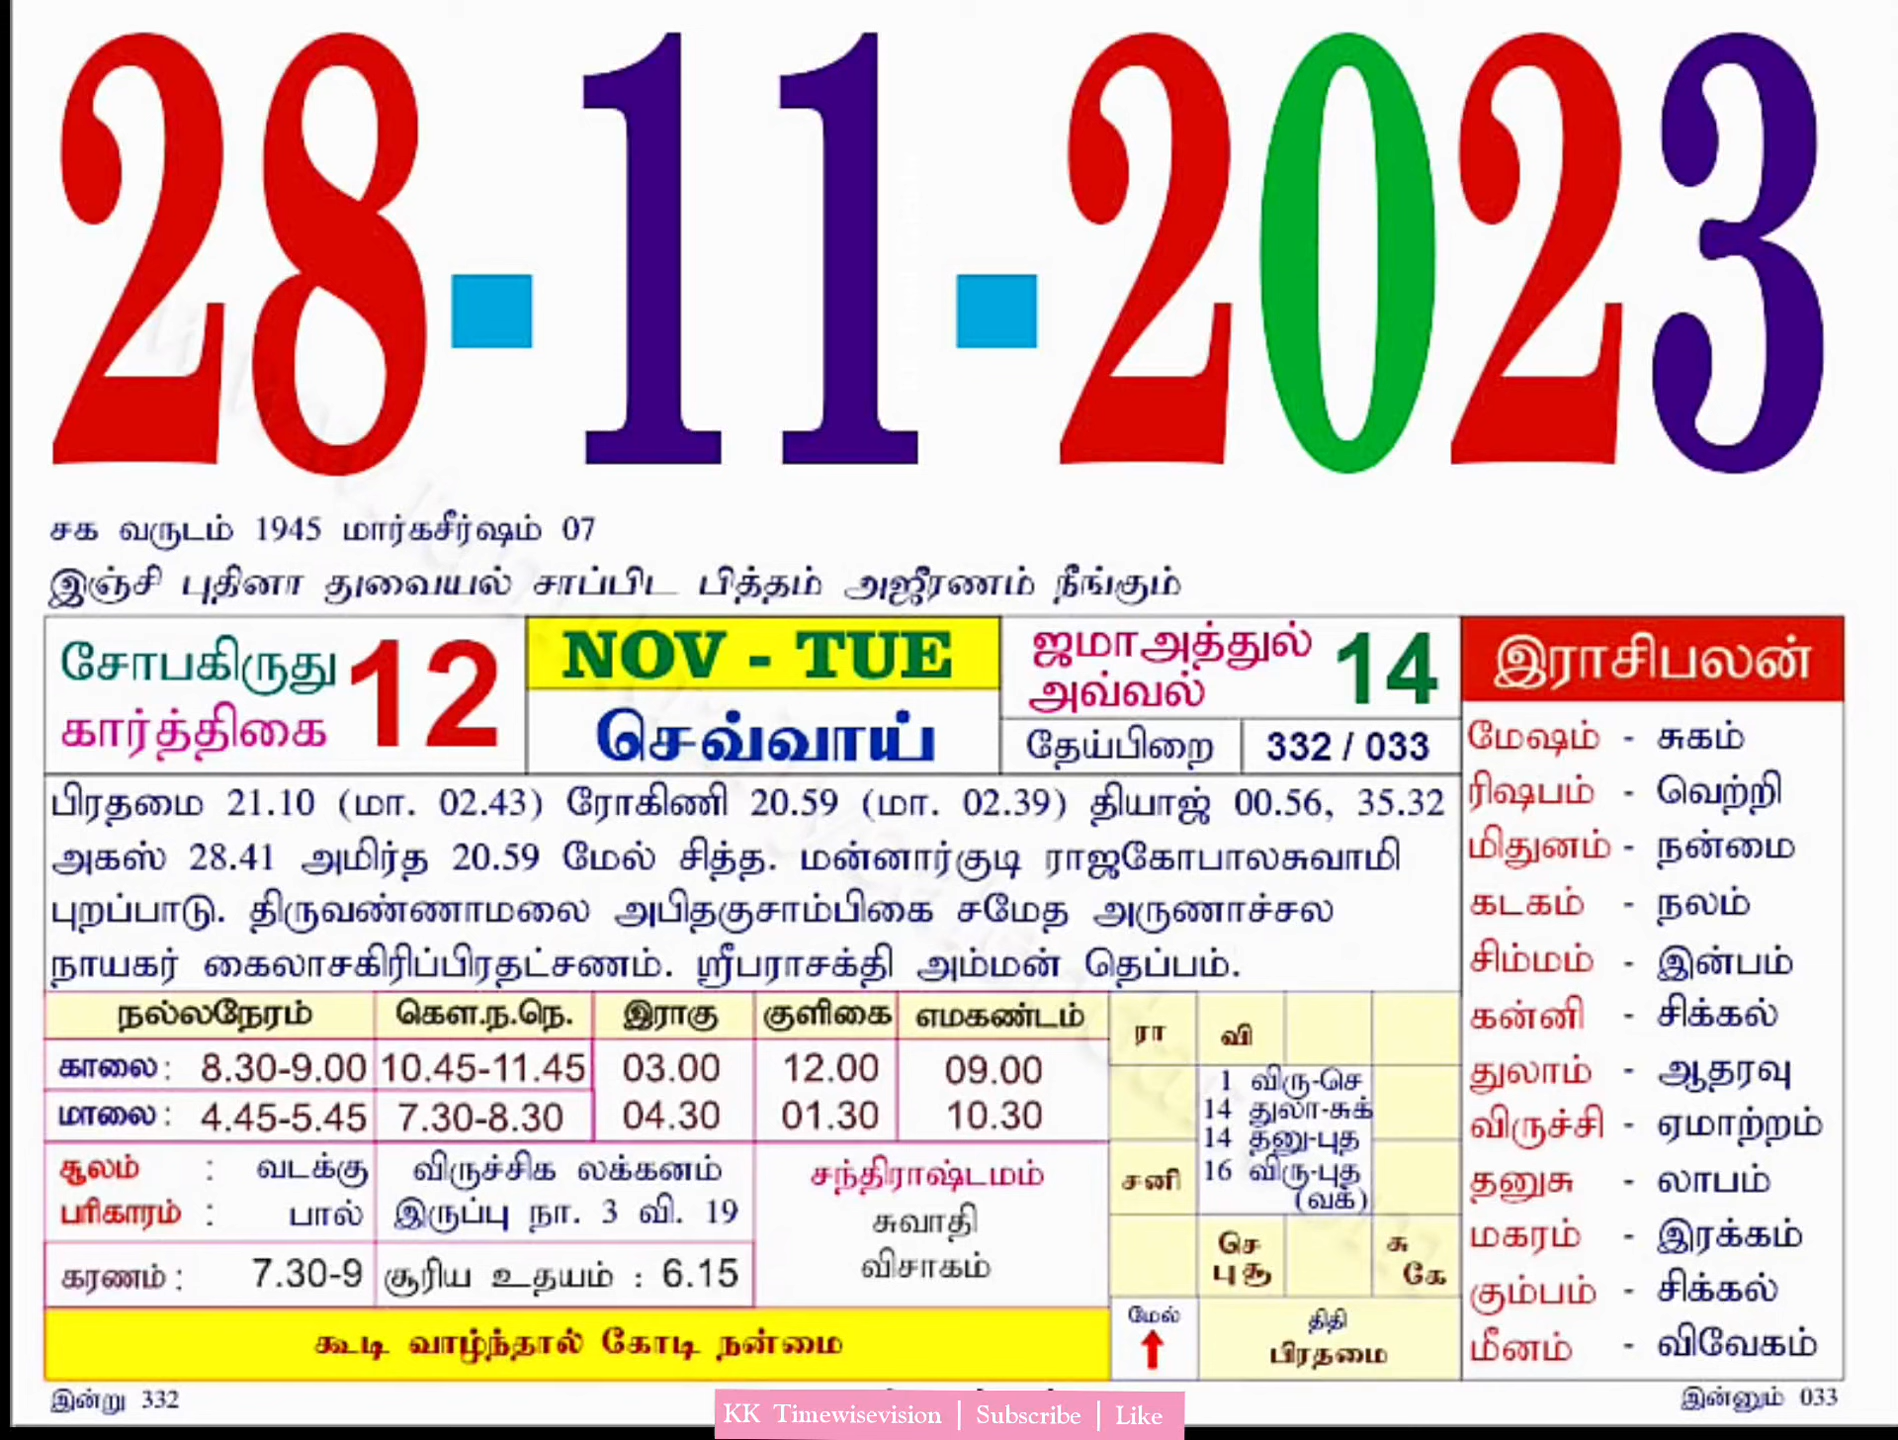 28-11-2023
சக வருடம் 1945 மார்கசீர்ஷம் 07
இஞ்சி புதினா துவையல் சாப்பிட பித்தம் அஜீரணம் நீங்கும்
சோபகிருது
கார்த்திகை 12
NOV - TUE
செவ்வாய்
ஜமாஅத்துல்
அவ்வல் 14
தேய்பிறை 332 / 033
பிரதமை 21.10 (மா. 02.43) ரோகிணி 20.59 (மா. 02.39) தியாஜ் 00.56, 35.32
அகஸ் 28.41 அமிர்த 20.59 மேல் சித்த. மன்னார்குடி ராஜகோபாலசுவாமி
புறப்பாடு. திருவண்ணாமலை அபிதகுசாம்பிகை சமேத அருணாச்சல
நாயகர் கைலாசகிரிப்பிரதட்சணம். ஸ்ரீபராசக்தி அம்மன் தெப்பம்.
நல்லநேரம் கௌ.ந.நெ. இராகு குளிகை எமகண்டம்
காலை : 8.30-9.00 10.45-11.45 03.00 12.00 09.00
மாலை : 4.45-5.45 7.30-8.30 04.30 01.30 10.30
சூலம் : வடக்கு
பரிகாரம் : பால்
விருச்சிக லக்கனம்
இருப்பு நா. 3 வி. 19
கரணம் : 7.30-9
சூரிய உதயம் : 6.15
சந்திராஷ்டமம்
சுவாதி
விசாகம்
கூடி வாழ்ந்தால் கோடி நன்மை
ரா வி
1 விரு-செ
14 துலா-சுக்
14 தனு-புத
16 விரு-புத
(வக்)
சனி
செ
பு சூ
சு
கே
மேல்
திதி
பிரதமை
இராசிபலன்
மேஷம் - சுகம்
ரிஷபம் - வெற்றி
மிதுனம் - நன்மை
கடகம் - நலம்
சிம்மம் - இன்பம்
கன்னி - சிக்கல்
துலாம் - ஆதரவு
விருச்சி - ஏமாற்றம்
தனுசு - லாபம்
மகரம் - இரக்கம்
கும்பம் - சிக்கல்
மீனம் - விவேகம்
இன்று 332
இன்னும் 033
KK Timewisevision | Subscribe | Like